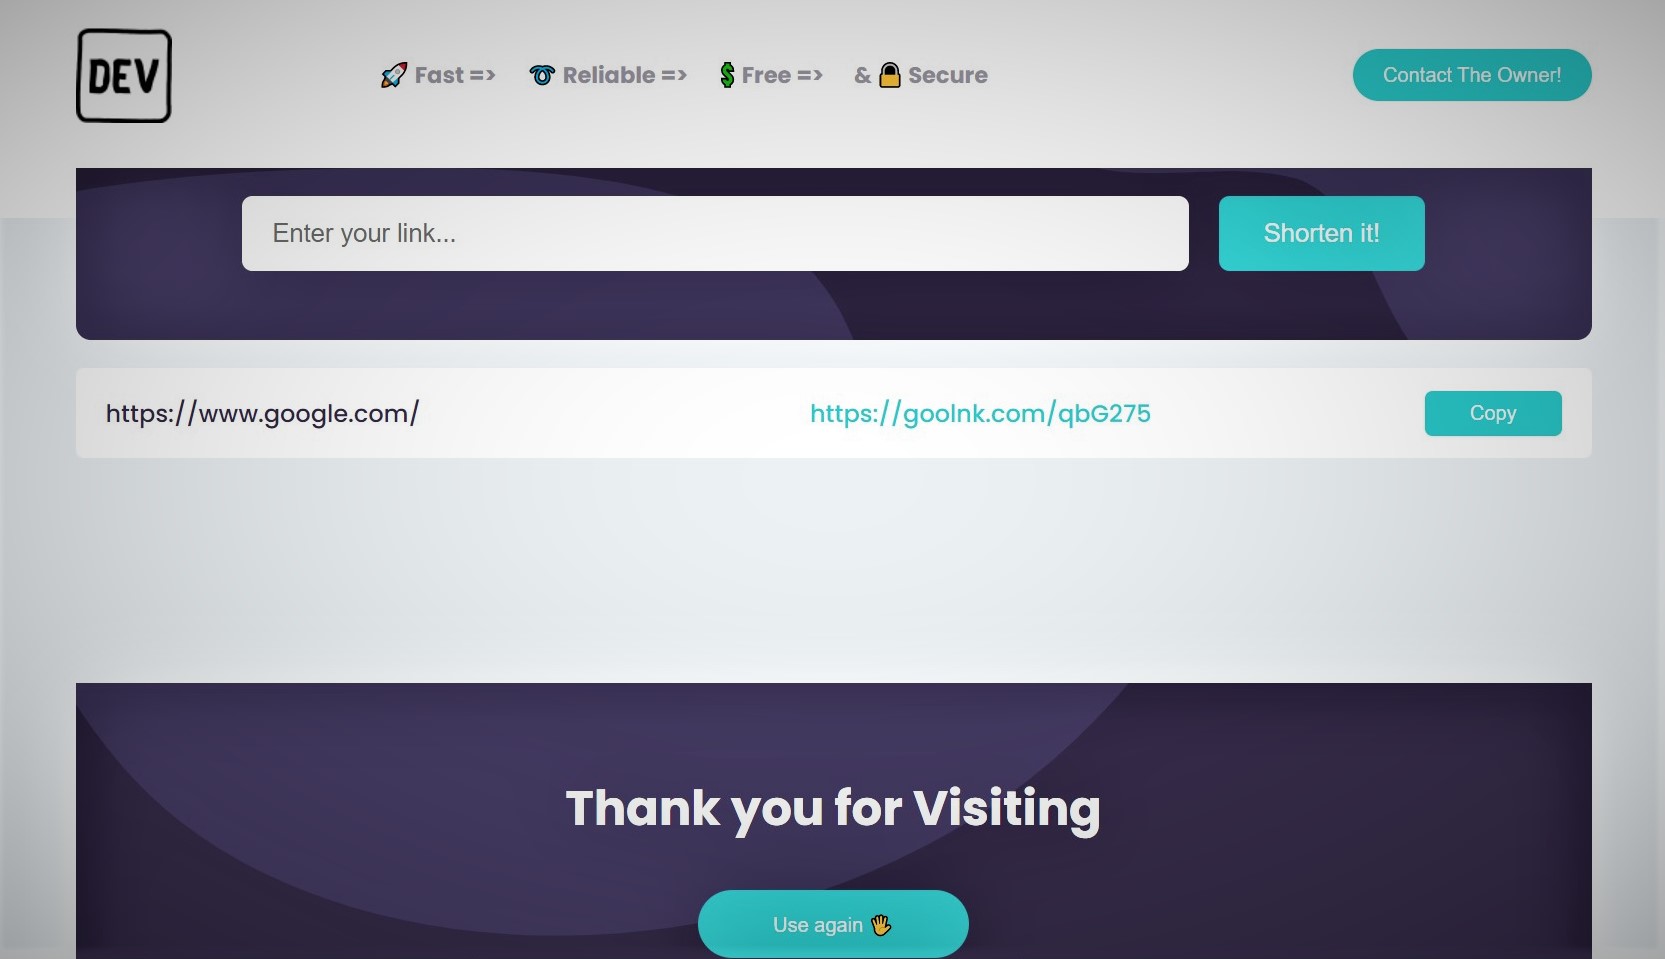 DEV
🚀 Fast => ➰ Reliable => 💲 Free => & 🔒 Secure
Contact The Owner!
Enter your link...
Shorten it!
https://www.google.com/
https://goolnk.com/qbG275
Copy
Thank you for Visiting
Use again 👋